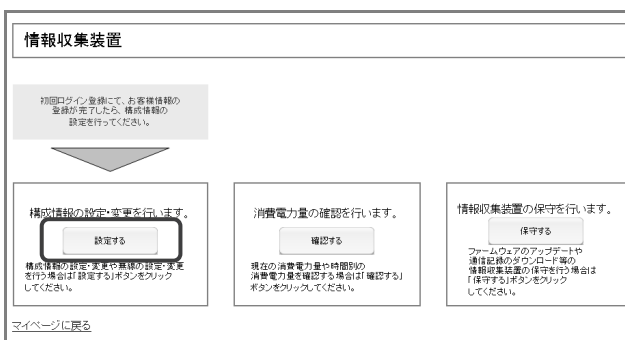 情報収集装置
初回ログイン登録にて、お客様情報の
登録が完了したら、構成情報の
設定を行ってください。
構成情報の設定・変更を行います。
設定する
構成情報の設定・変更や無線の設定・変更
を行う場合は「設定する」ボタンをクリック
してください。
消費電力量の確認を行います。
確認する
現在の消費電力量や時間別の
消費電力量を確認する場合は「確認する」
ボタンをクリックしてください。
情報収集装置の保守を行います。
保守する
ファームウェアのアップデートや
通信記録のダウンロード等の
情報収集装置の保守を行う場合は
「保守する」ボタンをクリック
してください。
マイページに戻る